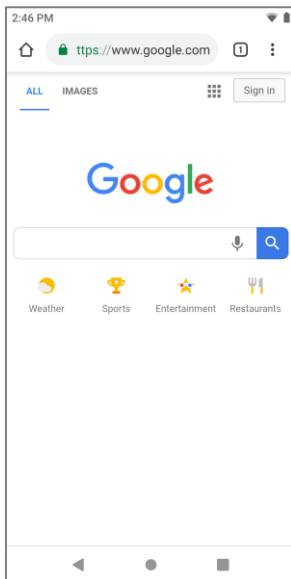 2:46 PM
ttps://www.google.com 1
ALL IMAGES Sign in
Google
Weather Sports Entertainment Restaurants